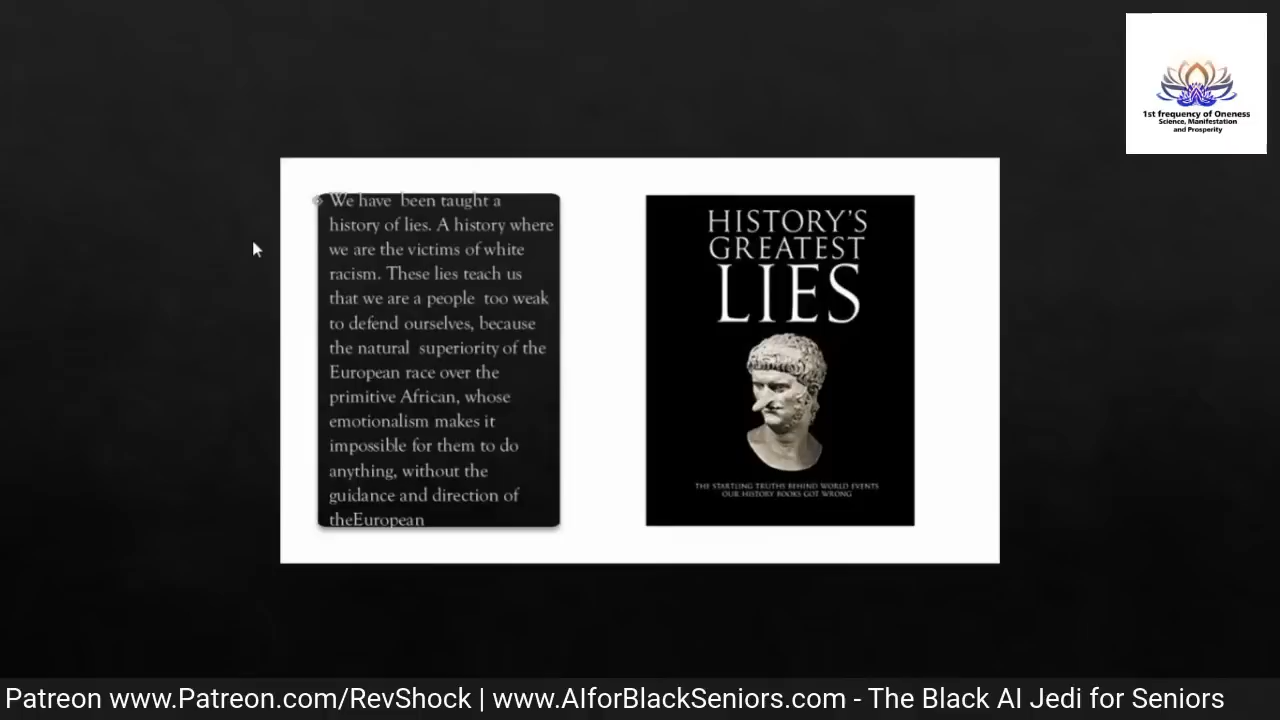 1st frequency of Oneness
Science, Manifestation
and Prosperity
We have been taught a
history of lies. A history where
we are the victims of white
racism. These lies teach us
that we are a people too weak
to defend ourselves, because
the natural superiority of the
European race over the
primitive African, whose
emotionalism makes it
impossible for them to do
anything, without the
guidance and direction of
theEuropean
HISTORY'S
GREATEST
LIES
THE STARTLING TRUTHS BEHIND WORLD EVENTS
OUR HISTORY BOOKS GOT WRONG
Patreon www.Patreon.com/RevShock | www.AIforBlackSeniors.com - The Black AI Jedi for Seniors